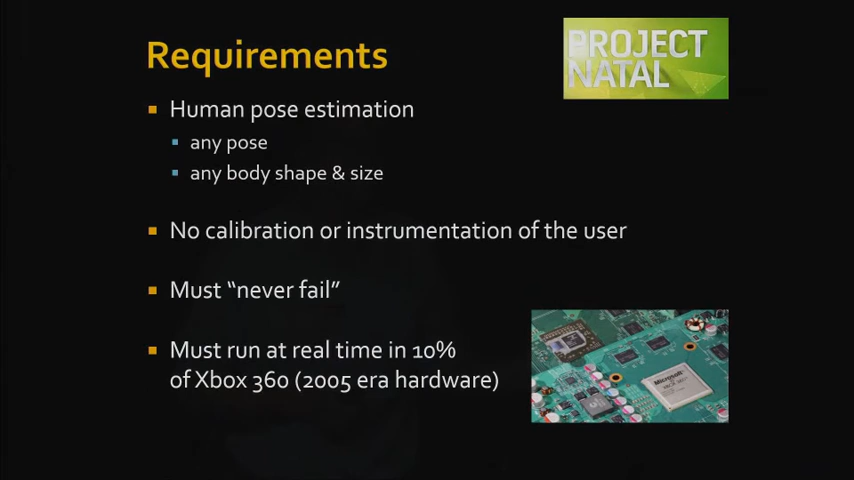 Requirements
PROJECT
NATAL
Human pose estimation
any pose
any body shape & size
No calibration or instrumentation of the user
Must “never fail”
Must run at real time in 10%
of Xbox 360 (2005 era hardware)
Microsoft